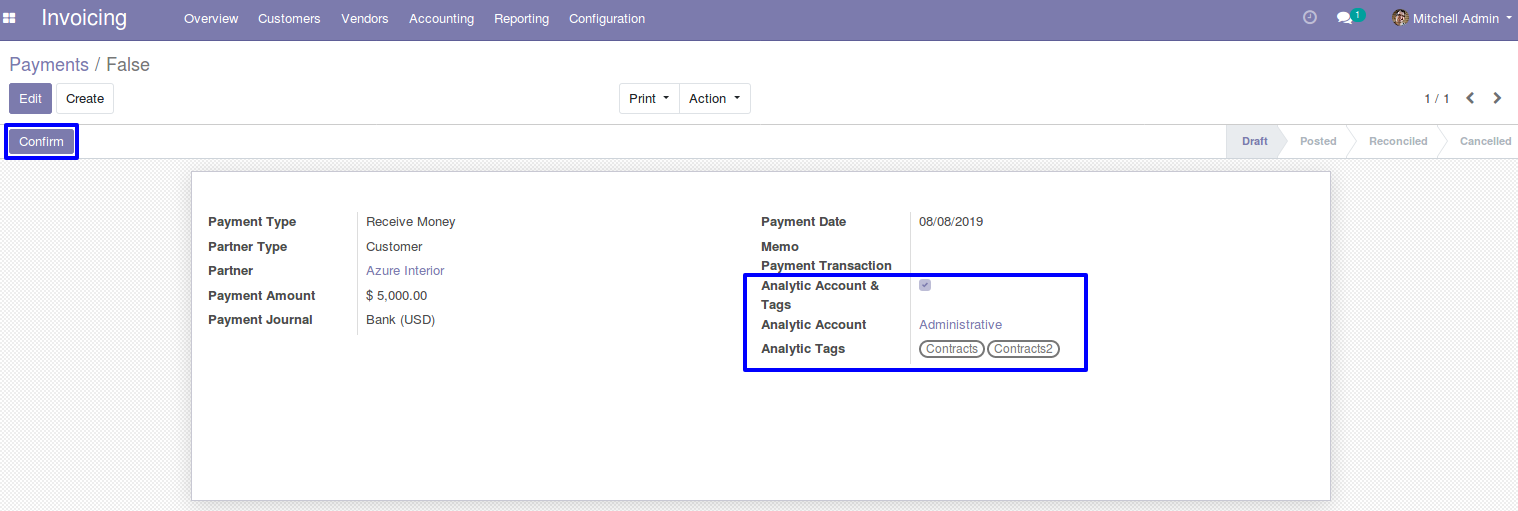 Invoicing Overview Customers Vendors Accounting Reporting Configuration 1 Mitchell Admin
Payments / False
Edit Create Print Action 1 / 1
Confirm Draft Posted Reconciled Cancelled
Payment Type Receive Money
Partner Type Customer
Partner Azure Interior
Payment Amount $ 5,000.00
Payment Journal Bank (USD)
Payment Date 08/08/2019
Memo
Payment Transaction
Analytic Account &
Tags
Analytic Account Administrative
Analytic Tags Contracts Contracts2